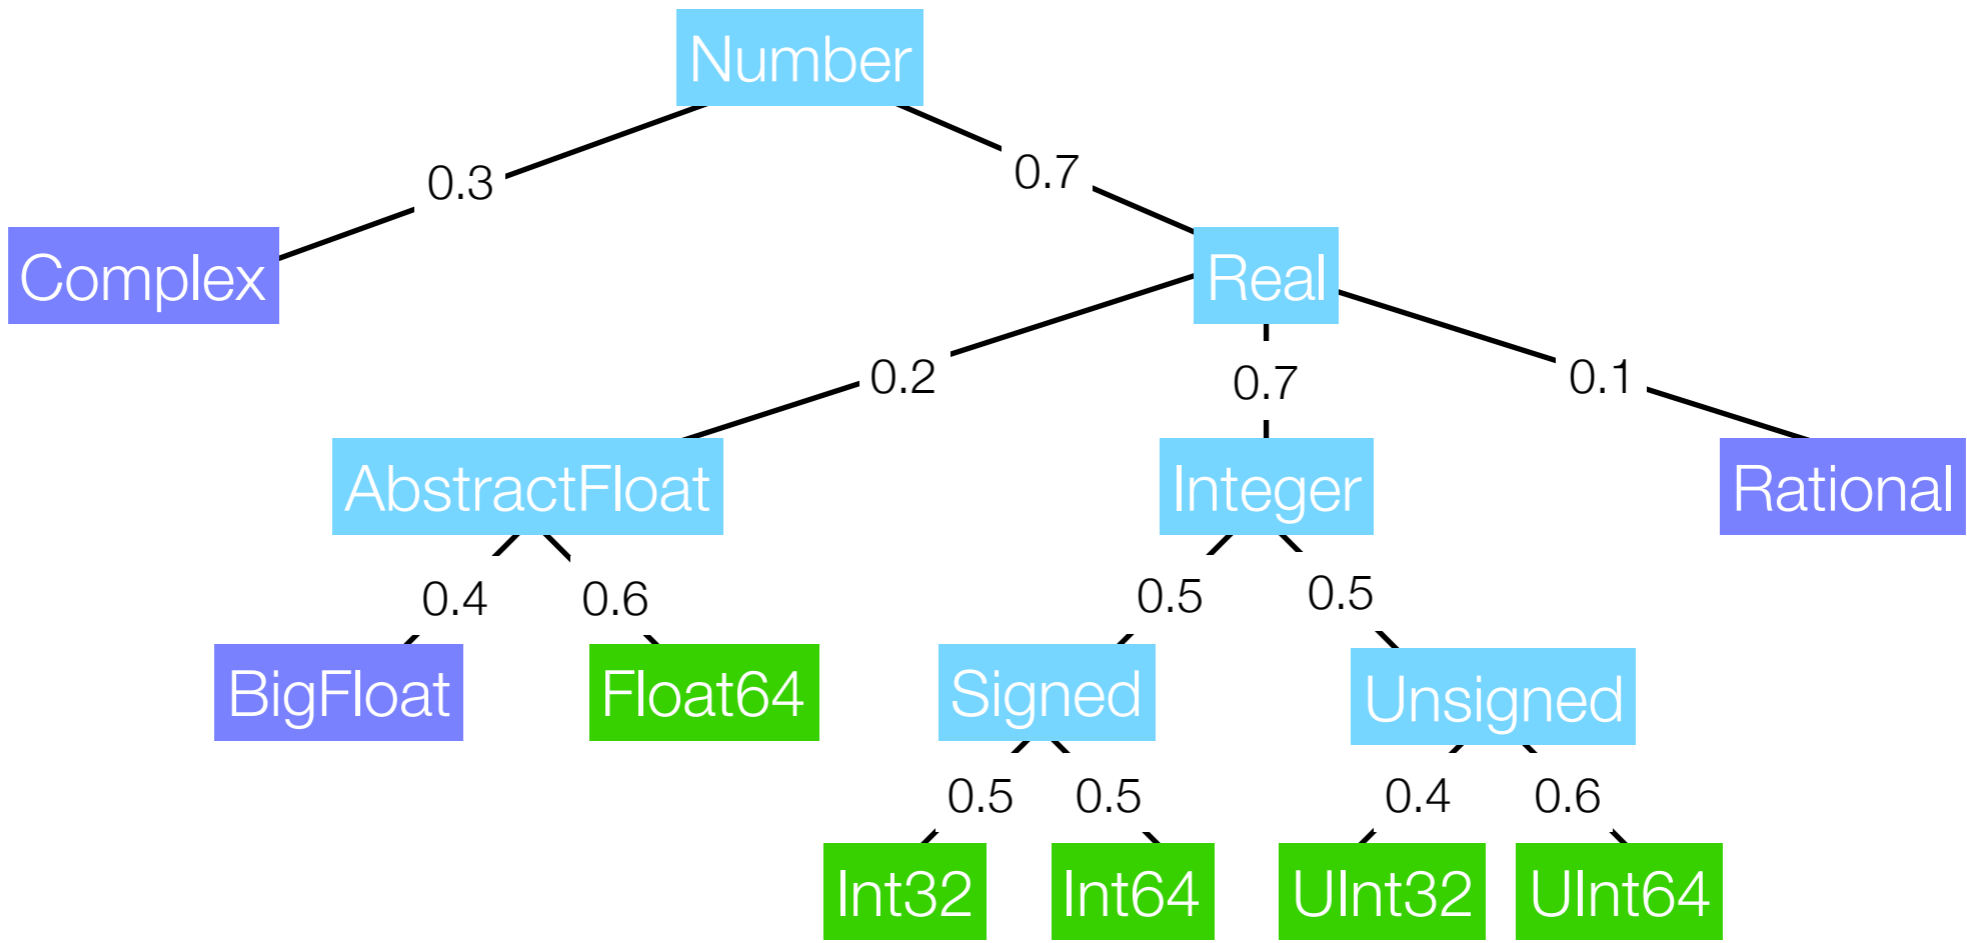 Number
0.3
0.7
Complex
Real
0.2
0.7
0.1
AbstractFloat
Integer
Rational
0.4
0.6
0.5
0.5
BigFloat
Float64
Signed
Unsigned
0.5
0.5
0.4
0.6
Int32
Int64
UInt32
UInt64